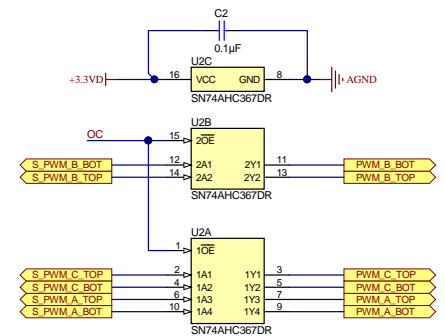 C2
0.1µF
U2C
+3.3VD 16 VCC GND 8 AGND
SN74AHC367DR
U2B
OC 15 2OE
S_PWM_B_BOT 12 2A1 2Y1 11 PWM_B_BOT
S_PWM_B_TOP 14 2A2 2Y2 13 PWM_B_TOP
SN74AHC367DR
U2A
1 1OE
S_PWM_C_TOP 2 1A1 1Y1 3 PWM_C_TOP
S_PWM_C_BOT 4 1A2 1Y2 5 PWM_C_BOT
S_PWM_A_TOP 6 1A3 1Y3 7 PWM_A_TOP
S_PWM_A_BOT 10 1A4 1Y4 9 PWM_A_BOT
SN74AHC367DR